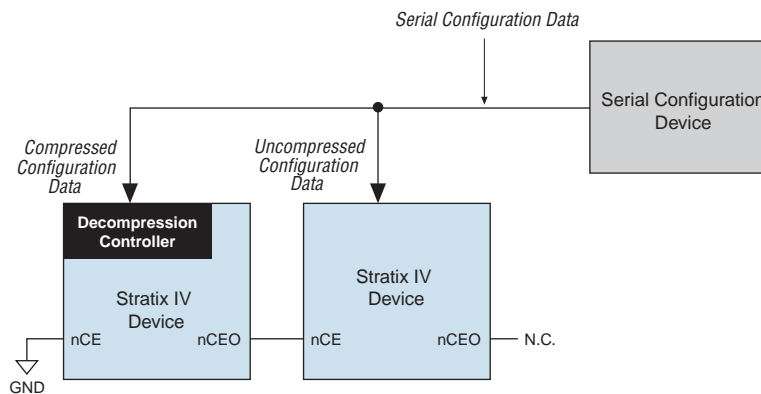 Serial Configuration Data
Serial Configuration
Device
Compressed
Configuration
Data
Uncompressed
Configuration
Data
Decompression
Controller
Stratix IV
Device
Stratix IV
Device
nCE
nCEO
nCE
nCEO
N.C.
GND